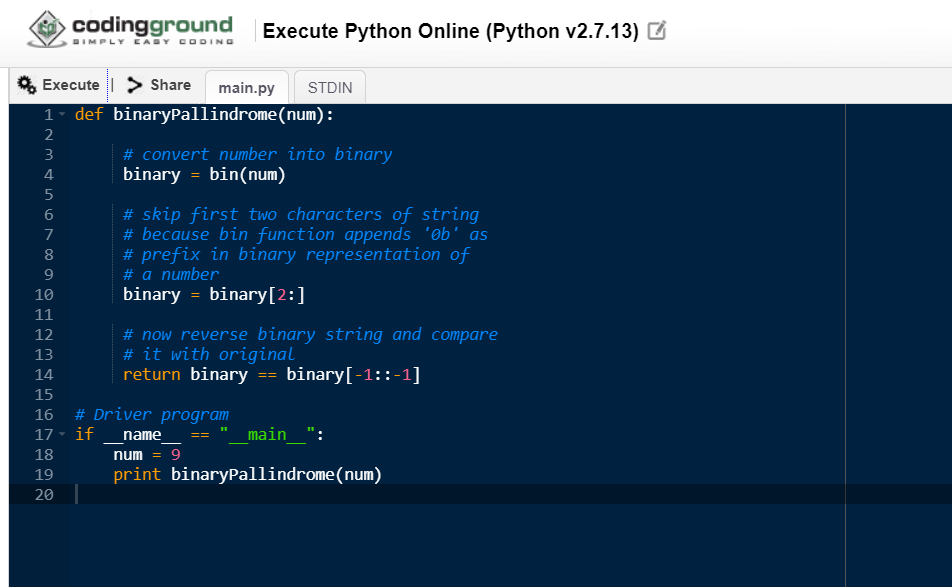 codingground
SIMPLY EASY CODING
Execute Python Online (Python v2.7.13)
Execute | Share main.py STDIN
1 def binaryPallindrome(num):
2
3 # convert number into binary
4 binary = bin(num)
5
6 # skip first two characters of string
7 # because bin function appends '0b' as
8 # prefix in binary representation of
9 # a number
10 binary = binary[2:]
11
12 # now reverse binary string and compare
13 # it with original
14 return binary == binary[-1::-1]
15
16 # Driver program
17 if __name__ == "__main__":
18 num = 9
19 print binaryPallindrome(num)
20